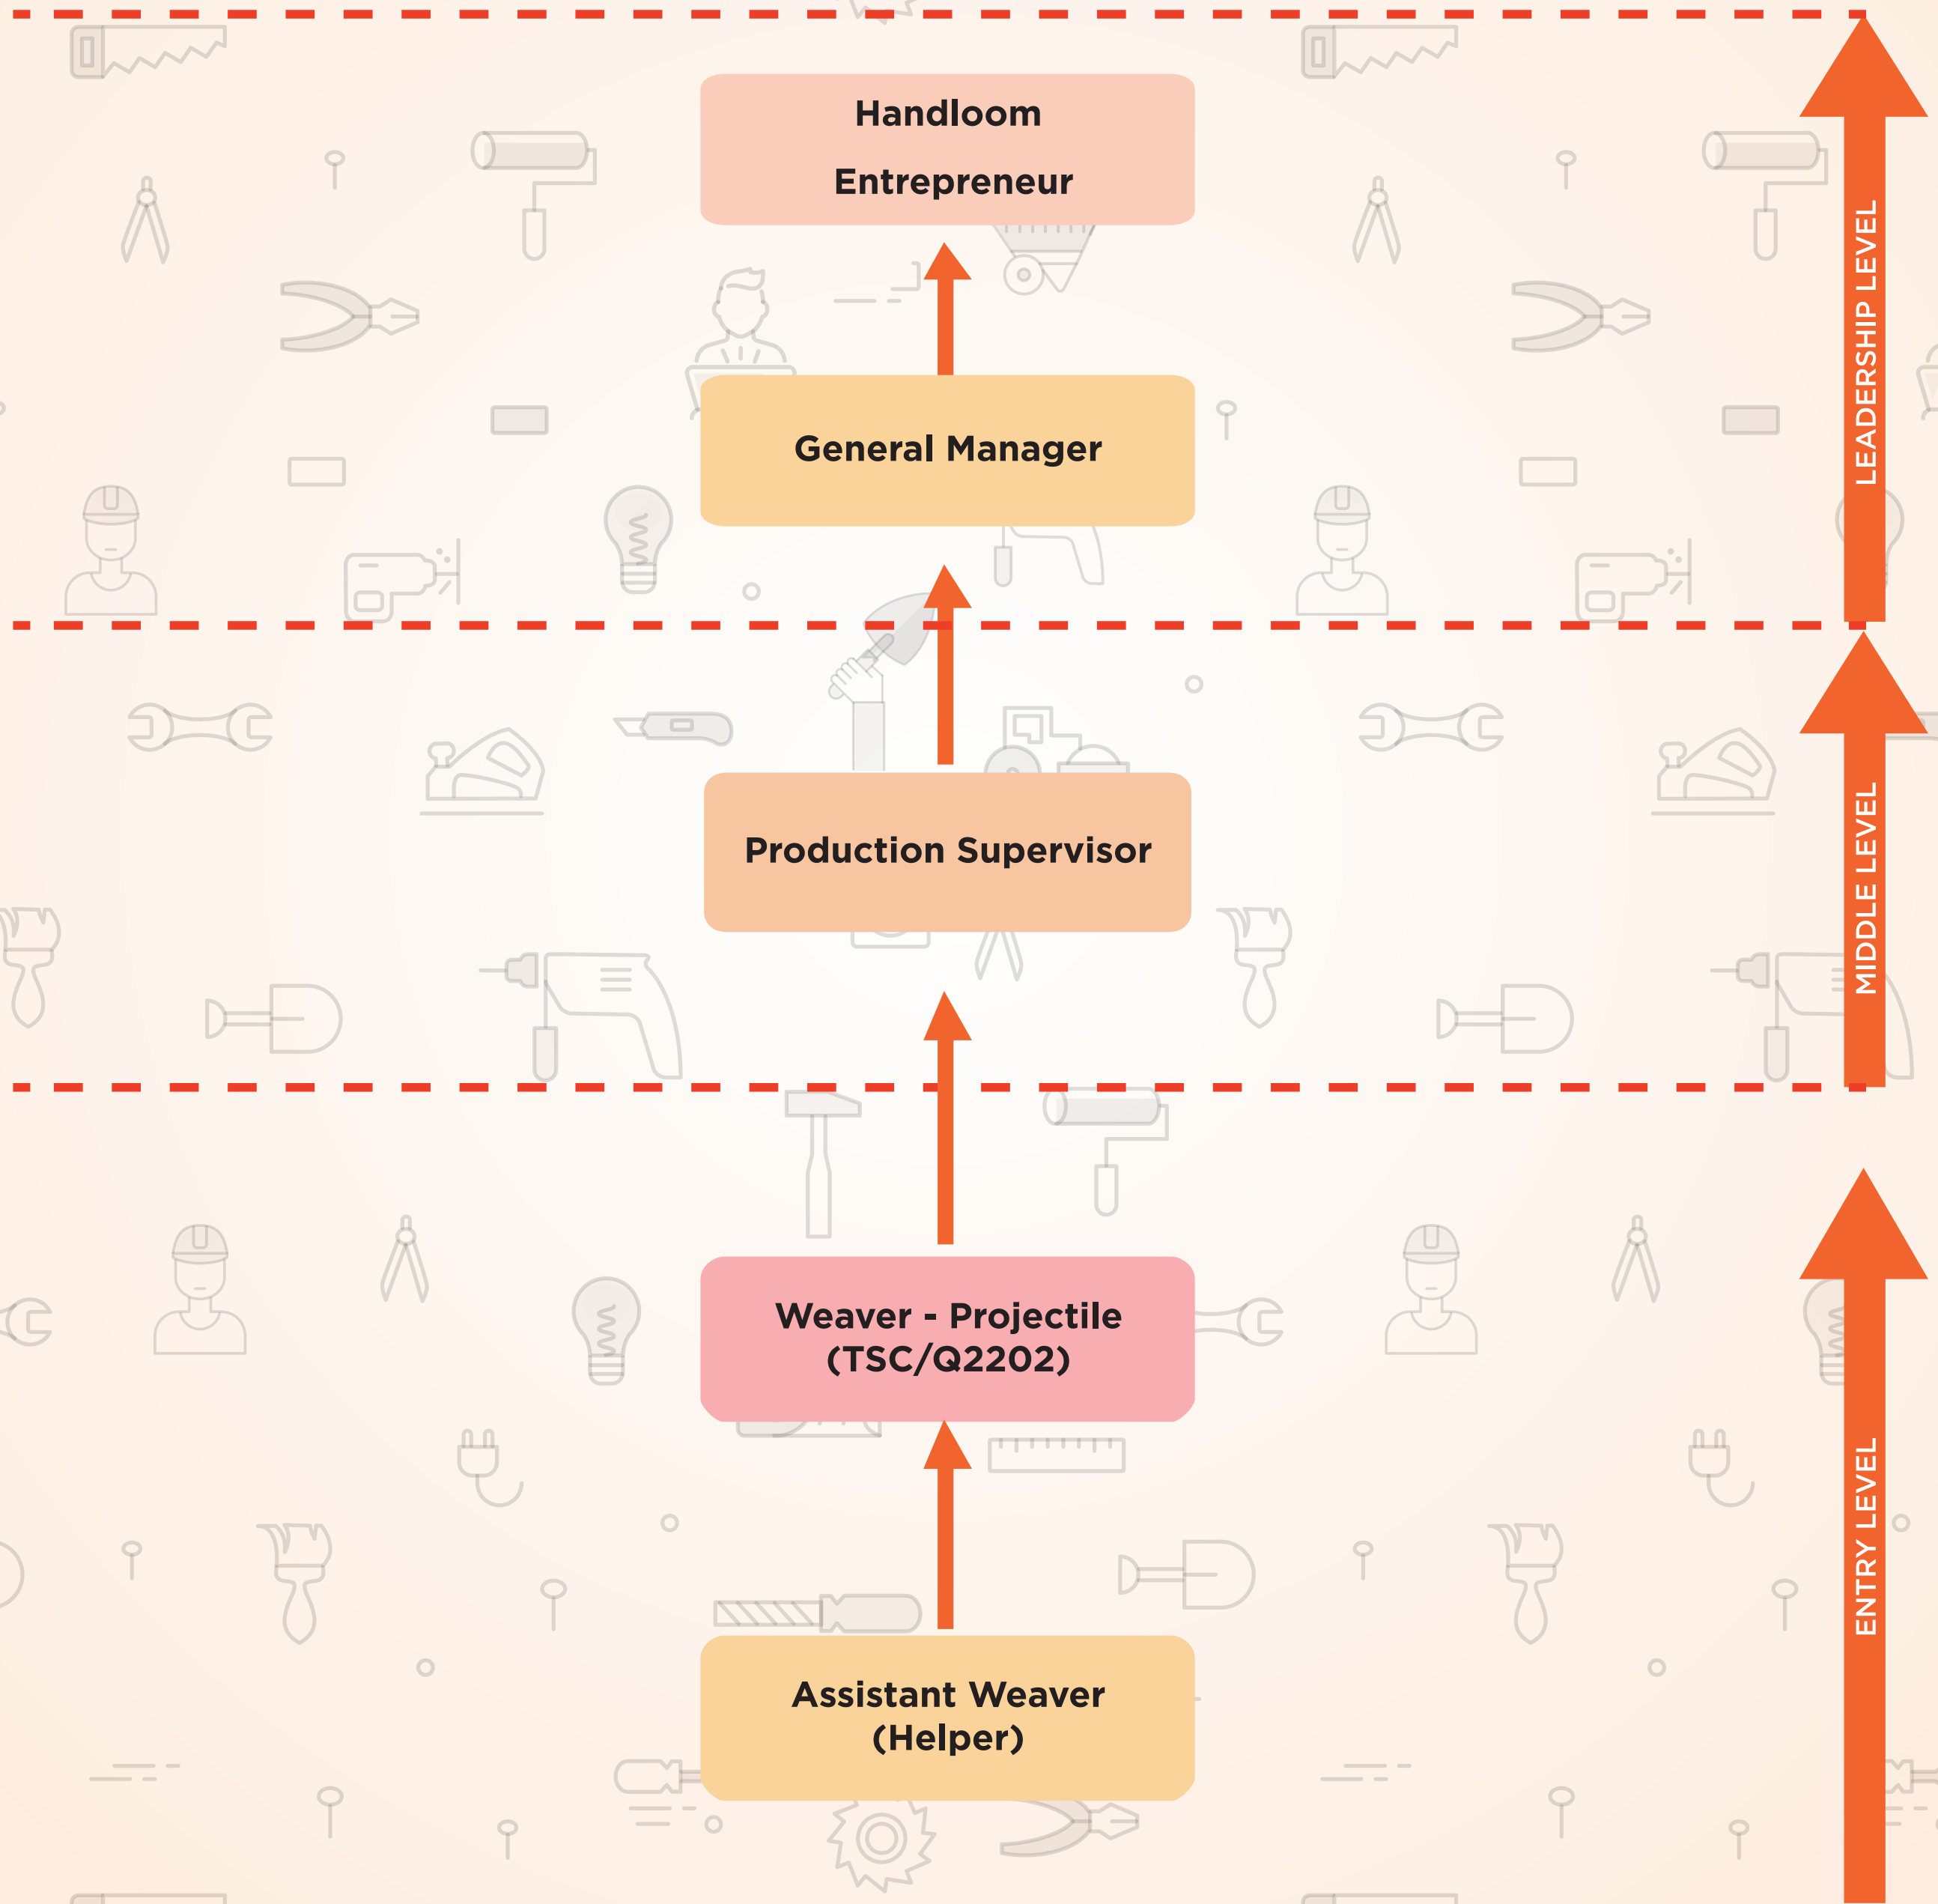 Handloom
Entrepreneur
General Manager
LEADERSHIP LEVEL
Production Supervisor
MIDDLE LEVEL
Weaver - Projectile
(TSC/Q2202)
ENTRY LEVEL
Assistant Weaver
(Helper)